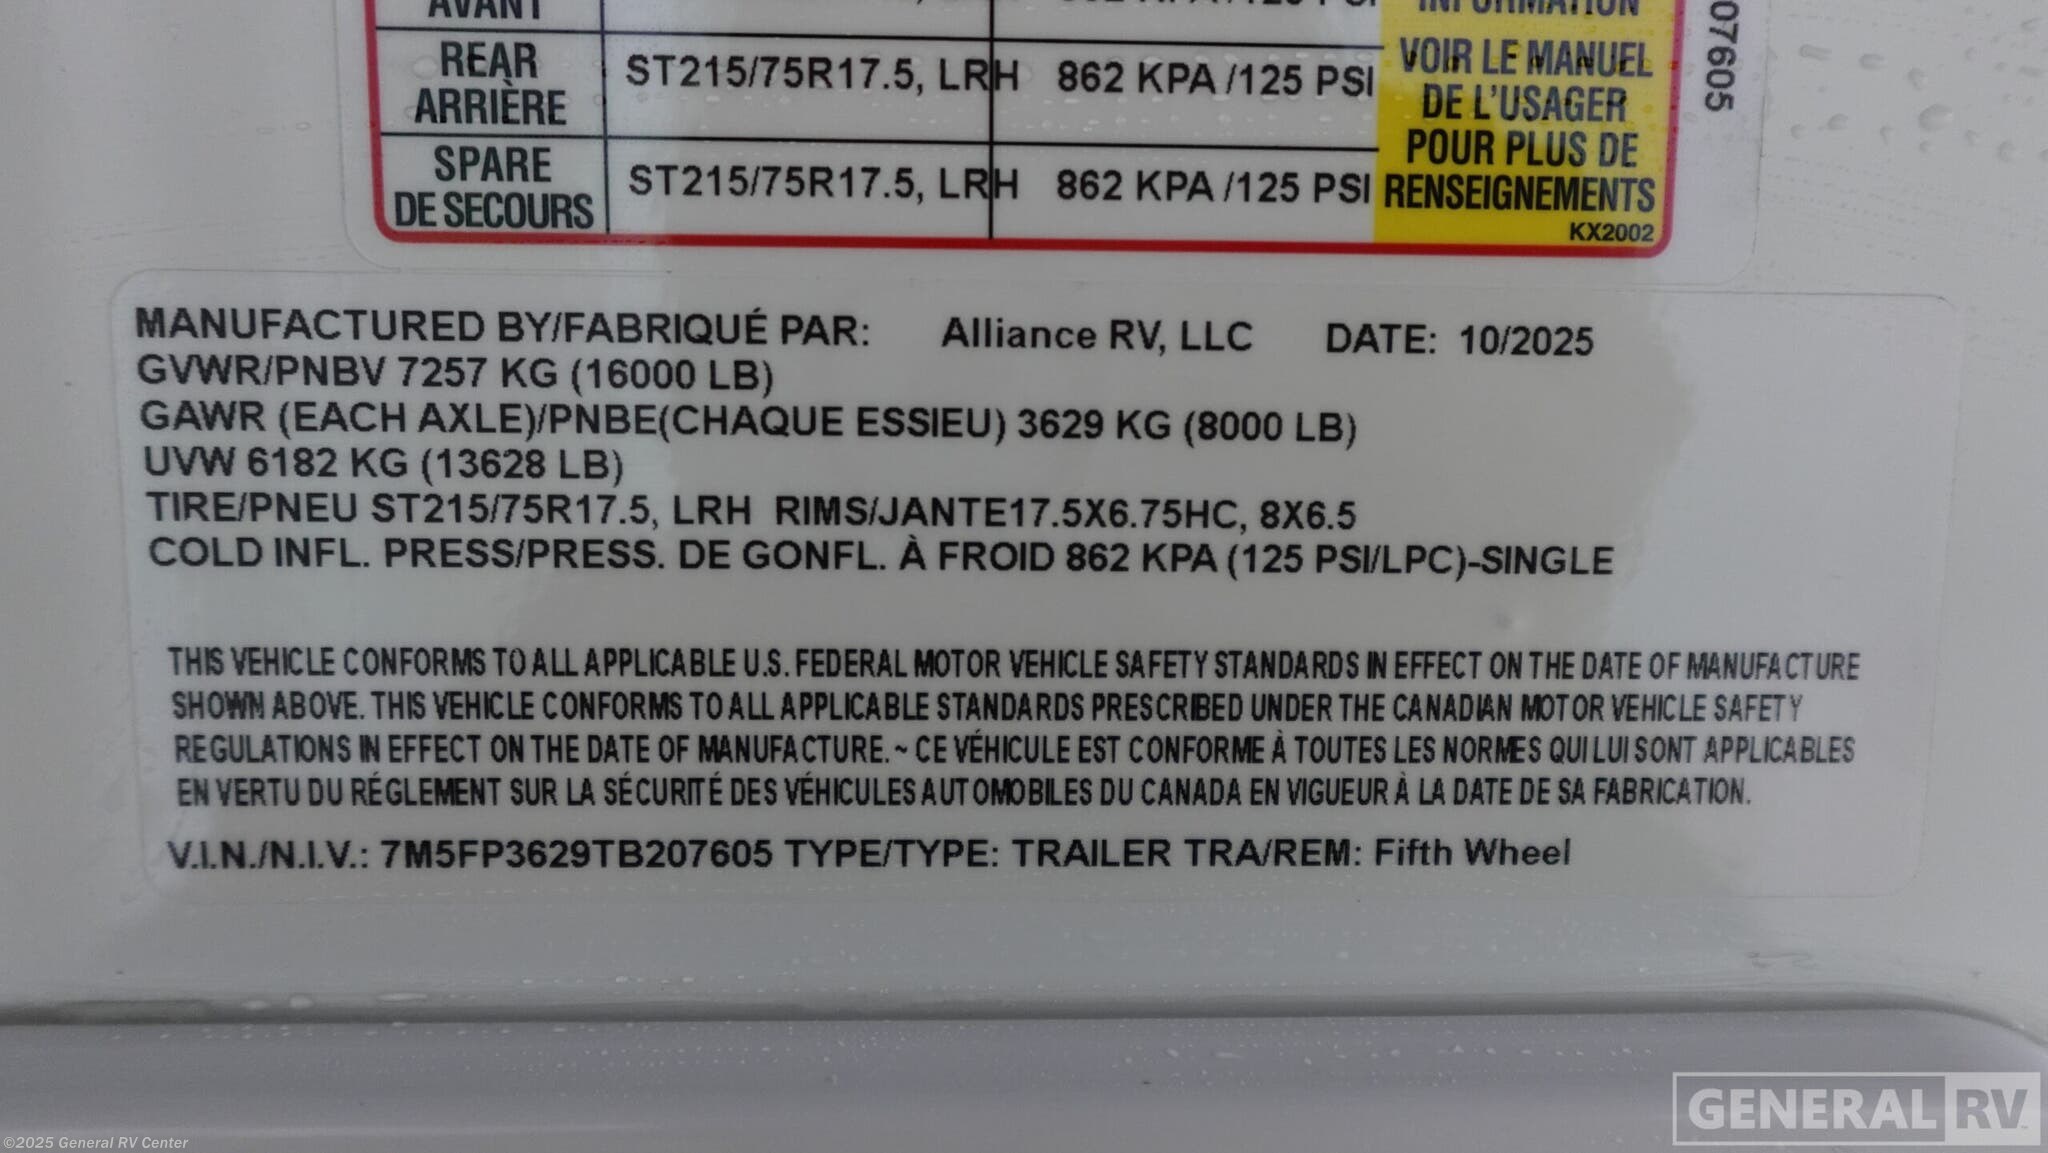 AVANT 862 KPA /125 PSI INFORMATION
REAR
ARRIÈRE
ST215/75R17.5, LRH 862 KPA /125 PSI
SPARE
DE SECOURS
ST215/75R17.5, LRH 862 KPA /125 PSI
VOIR LE MANUEL
DE L'USAGER
POUR PLUS DE
RENSEIGNEMENTS
KX2002
07605
MANUFACTURED BY/FABRIQUÉ PAR: Alliance RV, LLC DATE: 10/2025
GVWR/PNBV 7257 KG (16000 LB)
GAWR (EACH AXLE)/PNBE(CHAQUE ESSIEU) 3629 KG (8000 LB)
UVW 6182 KG (13628 LB)
TIRE/PNEU ST215/75R17.5, LRH RIMS/JANTE17.5X6.75HC, 8X6.5
COLD INFL. PRESS/PRESS. DE GONFL. À FROID 862 KPA (125 PSI/LPC)-SINGLE
THIS VEHICLE CONFORMS TO ALL APPLICABLE U.S. FEDERAL MOTOR VEHICLE SAFETY STANDARDS IN EFFECT ON THE DATE OF MANUFACTURE
SHOWN ABOVE. THIS VEHICLE CONFORMS TO ALL APPLICABLE STANDARDS PRESCRIBED UNDER THE CANADIAN MOTOR VEHICLE SAFETY
REGULATIONS IN EFFECT ON THE DATE OF MANUFACTURE. ~ CE VÉHICULE EST CONFORME À TOUTES LES NORMES QUI LUI SONT APPLICABLES
EN VERTU DU RÉGLEMENT SUR LA SÉCURITÉ DES VÉHICULES AUTOMOBILES DU CANADA EN VIGUEUR À LA DATE DE SA FABRICATION.
V.I.N./N.I.V.: 7M5FP3629TB207605 TYPE/TYPE: TRAILER TRA/REM: Fifth Wheel
GENERAL RV
©2025 General RV Center